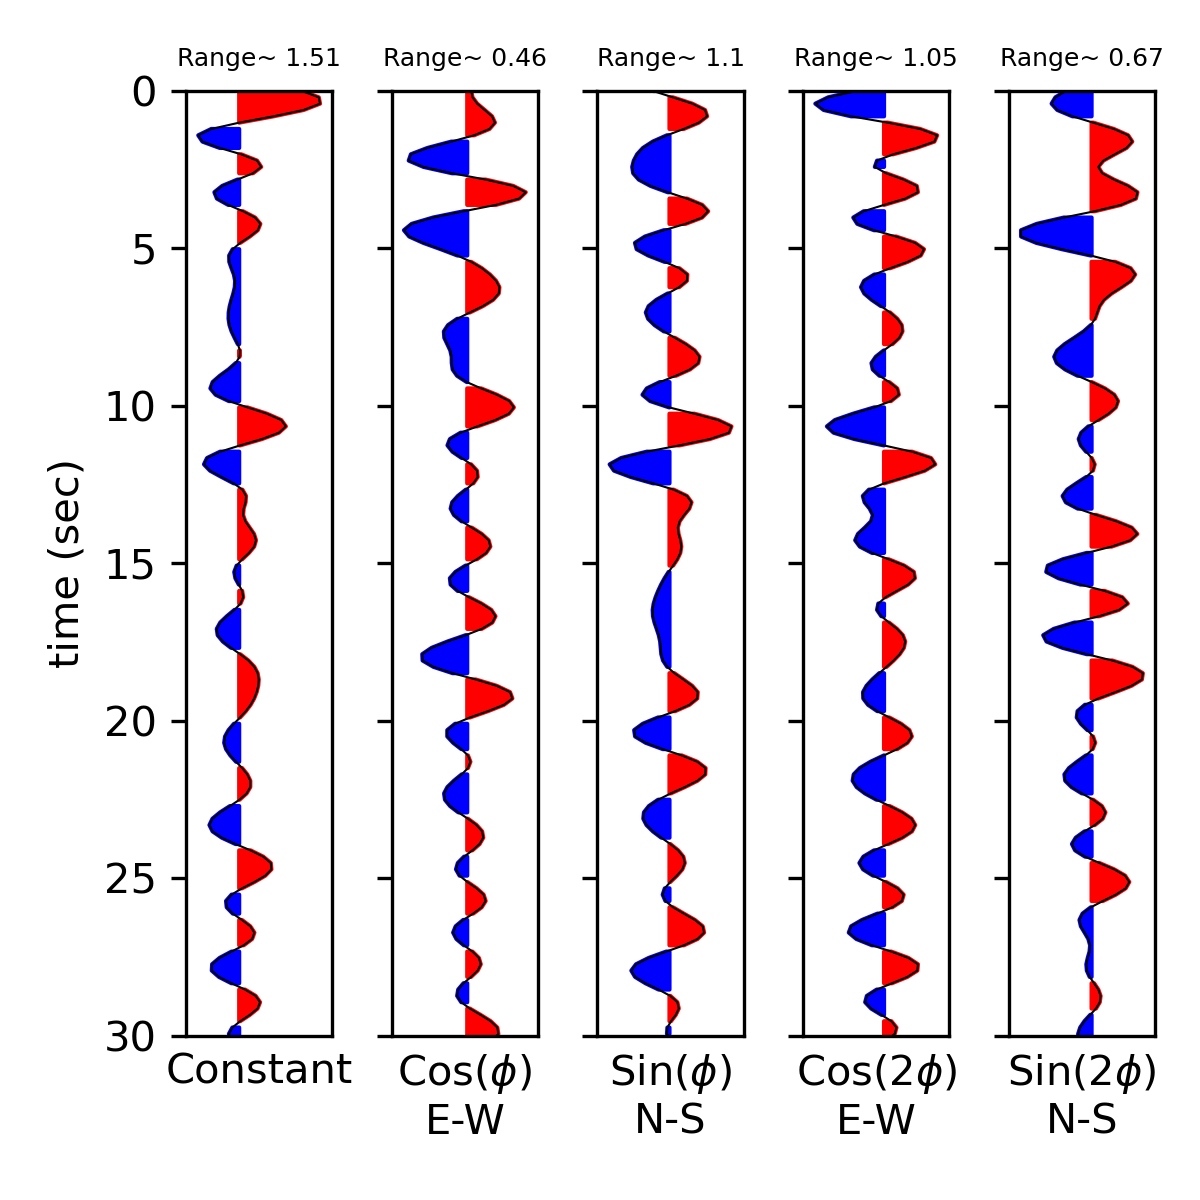 Range~ 1.51 Range~ 0.46 Range~ 1.1 Range~ 1.05 Range~ 0.67
0
5
10
15
20
25
30
time (sec)
Constant Cos(ϕ) Sin(ϕ) Cos(2ϕ) Sin(2ϕ)
E-W N-S E-W N-S